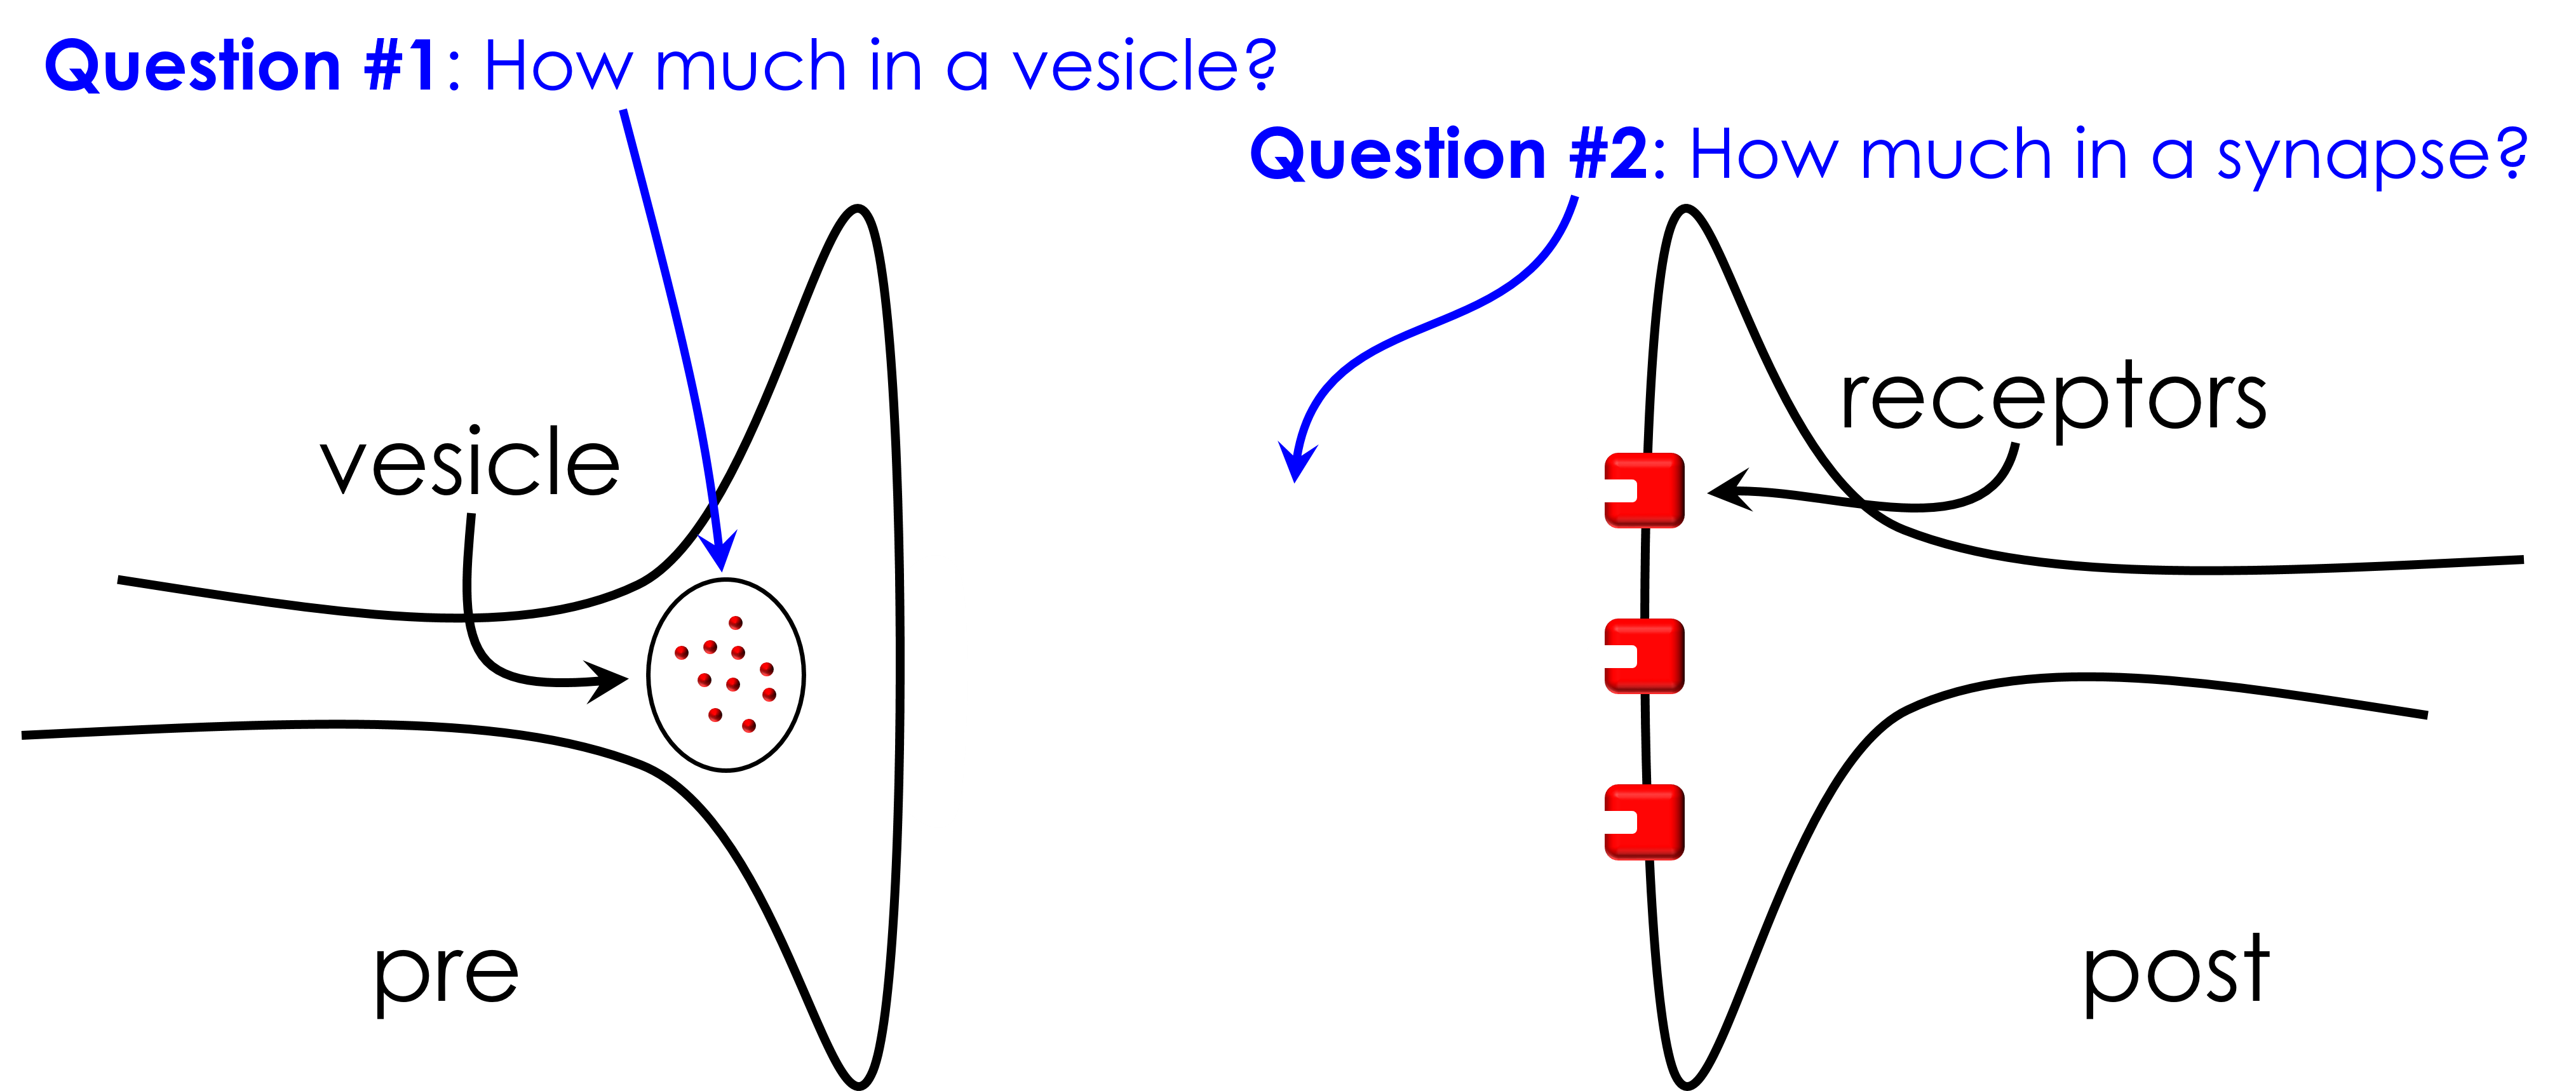 Question #1: How much in a vesicle?
Question #2: How much in a synapse?
receptors
vesicle
pre
post